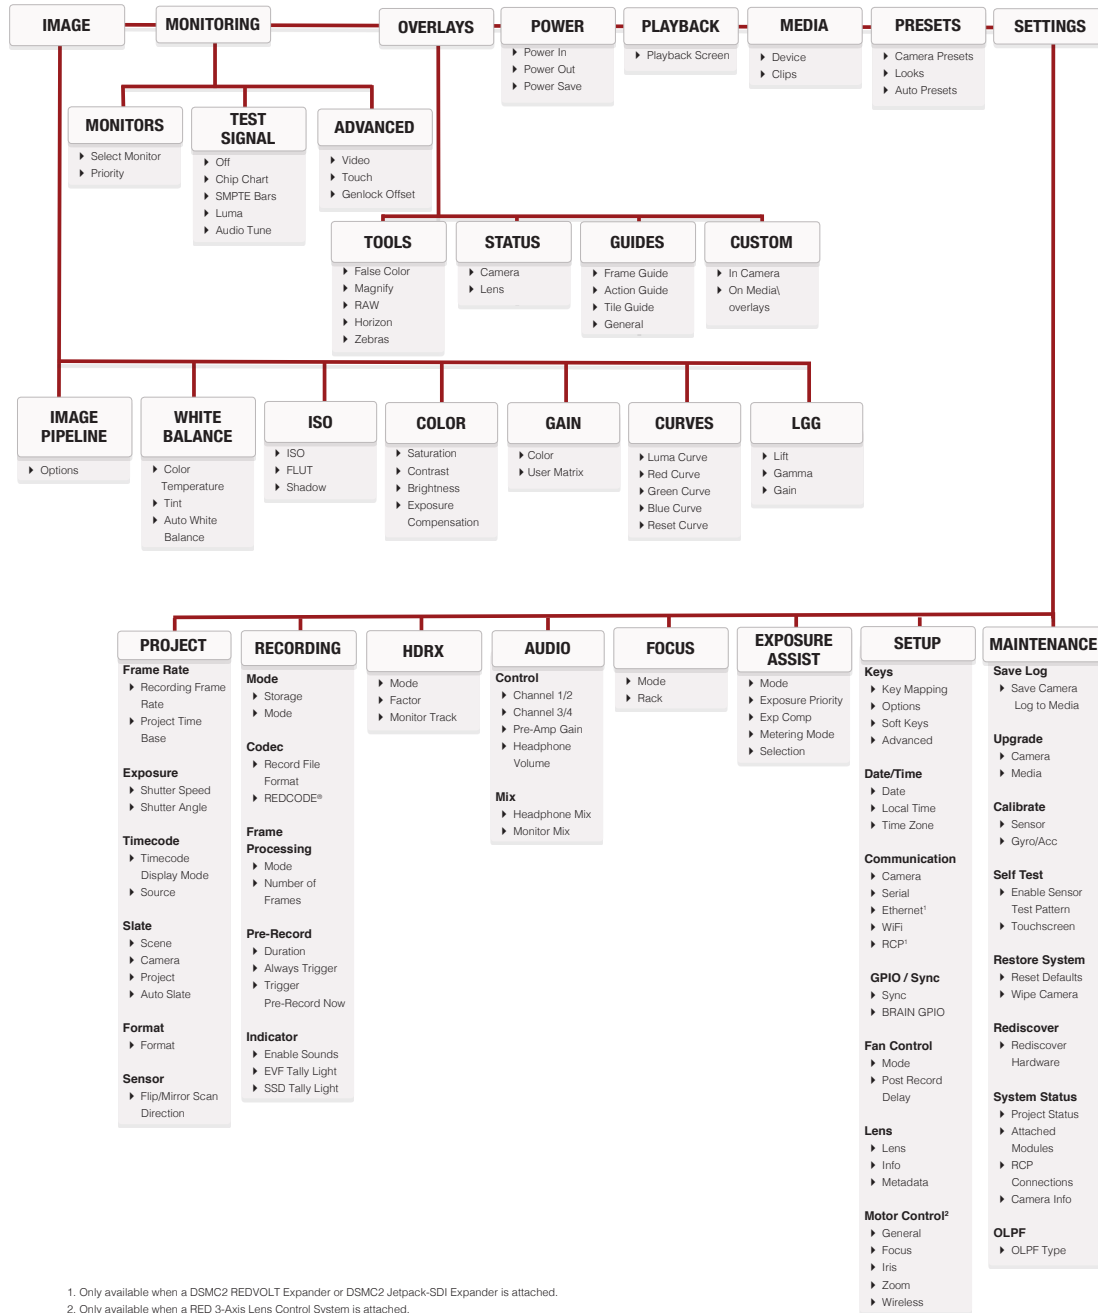 IMAGE
MONITORING
OVERLAYS
POWER
Power In
Power Out
Power Save
PLAYBACK
Playback Screen
MEDIA
Device
Clips
PRESETS
Camera Presets
Looks
Auto Presets
SETTINGS
MONITORS
Select Monitor
Priority
TEST
SIGNAL
Off
Chip Chart
SMPTE Bars
Luma
Audio Tune
ADVANCED
Video
Touch
Genlock Offset
TOOLS
False Color
Magnify
RAW
Horizon
Zebras
STATUS
Camera
Lens
GUIDES
Frame Guide
Action Guide
Tile Guide
General
CUSTOM
In Camera
On Media\
overlays
IMAGE
PIPELINE
Options
WHITE
BALANCE
Color
Temperature
Tint
Auto White
Balance
ISO
ISO
FLUT
Shadow
COLOR
Saturation
Contrast
Brightness
Exposure
Compensation
GAIN
Color
User Matrix
CURVES
Luma Curve
Red Curve
Green Curve
Blue Curve
Reset Curve
LGG
Lift
Gamma
Gain
PROJECT
Frame Rate
Recording Frame
Rate
Project Time
Base
Exposure
Shutter Speed
Shutter Angle
Timecode
Timecode
Display Mode
Source
Slate
Scene
Camera
Project
Auto Slate
Format
Format
Sensor
Flip/Mirror Scan
Direction
RECORDING
Mode
Storage
Mode
Codec
Record File
Format
REDCODE®
Frame
Processing
Mode
Number of
Frames
Pre-Record
Duration
Always Trigger
Trigger
Pre-Record Now
Indicator
Enable Sounds
EVF Tally Light
SSD Tally Light
HDRX
Mode
Factor
Monitor Track
AUDIO
Control
Channel 1/2
Channel 3/4
Pre-Amp Gain
Headphone
Volume
Mix
Headphone Mix
Monitor Mix
FOCUS
Mode
Rack
EXPOSURE
ASSIST
Mode
Exposure Priority
Exp Comp
Metering Mode
Selection
SETUP
Keys
Key Mapping
Options
Soft Keys
Advanced
Date/Time
Date
Local Time
Time Zone
Communication
Camera
Serial
Ethernet¹
WiFi
RCP¹
GPIO / Sync
Sync
BRAIN GPIO
Fan Control
Mode
Post Record
Delay
Lens
Lens
Info
Metadata
Motor Control²
General
Focus
Iris
Zoom
Wireless
MAINTENANCE
Save Log
Save Camera
Log to Media
Upgrade
Camera
Media
Calibrate
Sensor
Gyro/Acc
Self Test
Enable Sensor
Test Pattern
Touchscreen
Restore System
Reset Defaults
Wipe Camera
Rediscover
Rediscover
Hardware
System Status
Project Status
Attached
Modules
RCP
Connections
Camera Info
OLPF
OLPF Type
1. Only available when a DSMC2 REDVOLT Expander or DSMC2 Jetpack-SDI Expander is attached.
2. Only available when a RED 3-Axis Lens Control System is attached.